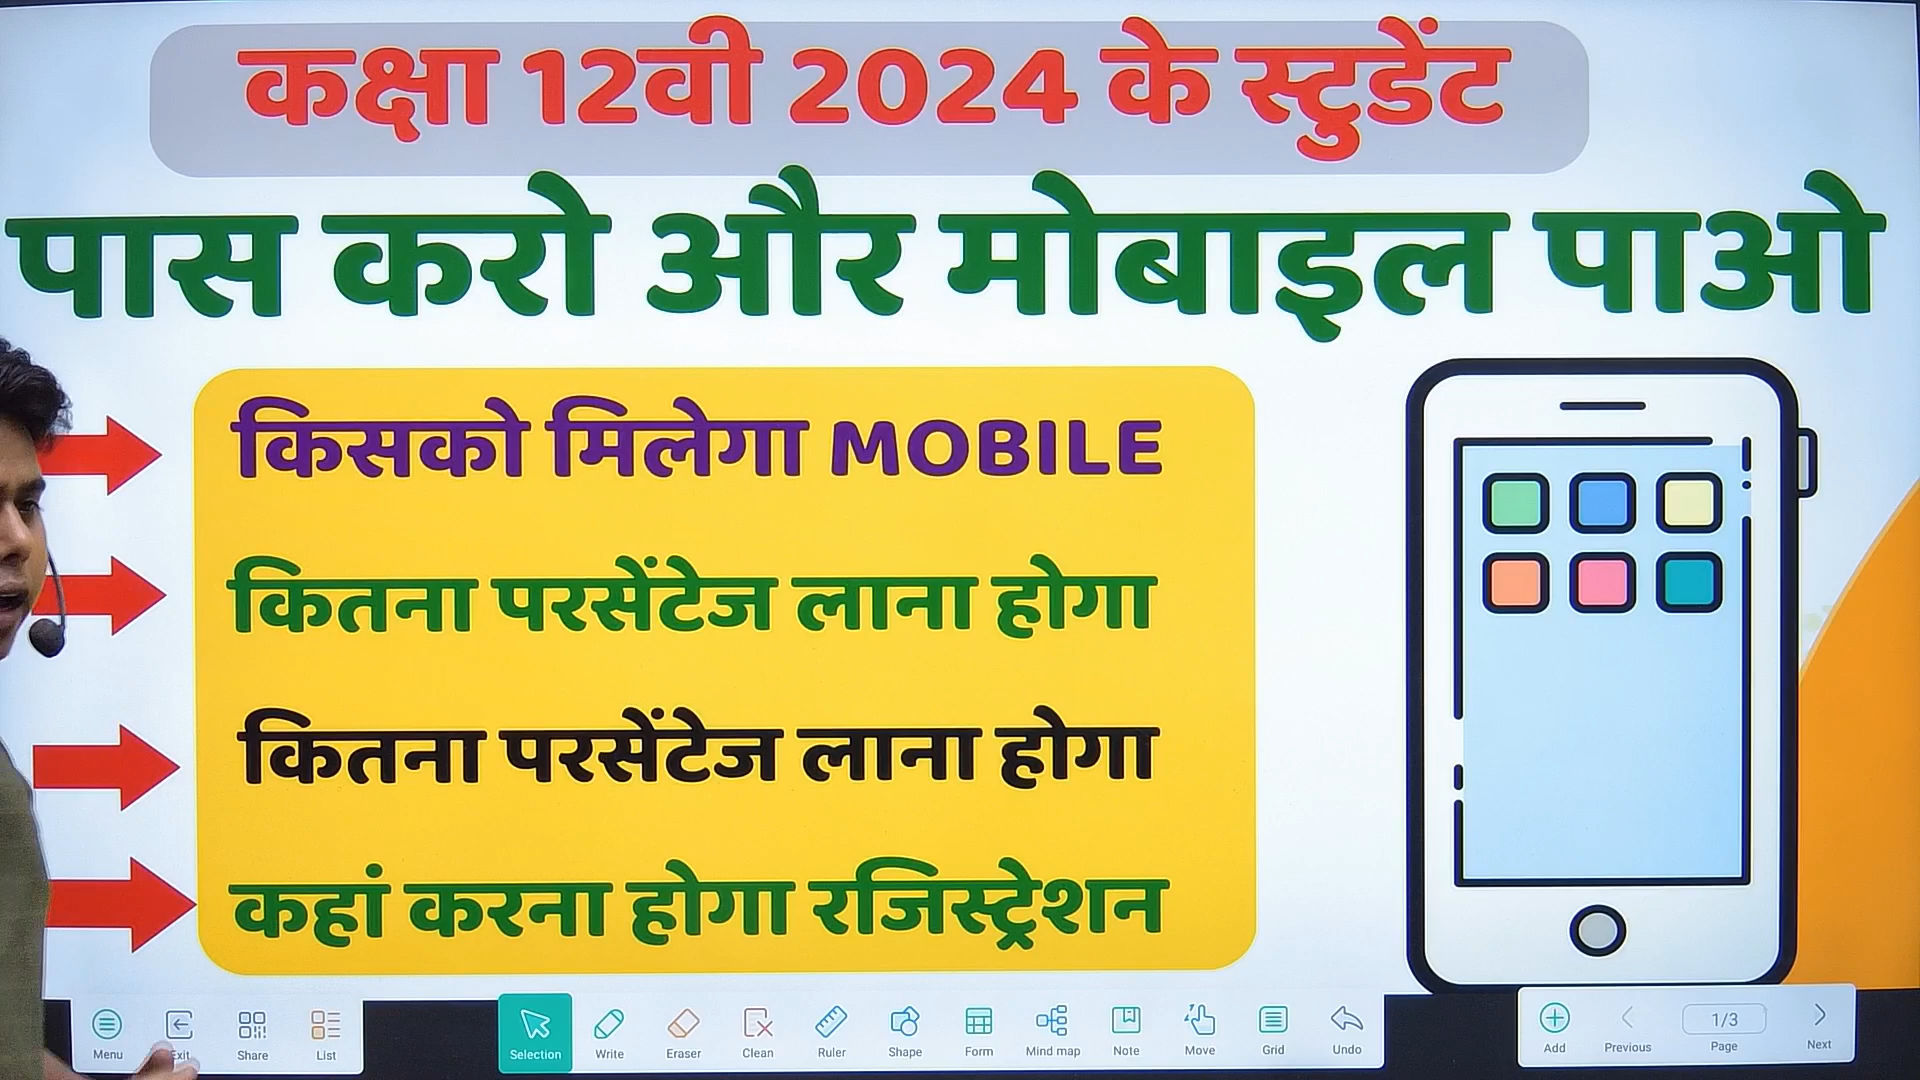 कक्षा 12वी 2024 के स्टुडेंट
पास करो और मोबाइल पाओ
किसको मिलेगा MOBILE
कितना परसेंटेज लाना होगा
कितना परसेंटेज लाना होगा
कहां करना होगा रजिस्ट्रेशन
Menu Exit Share List Selection Write Eraser Clean Ruler Shape Form Mind map Note Move Grid Undo Add Previous 1/3 Page Next